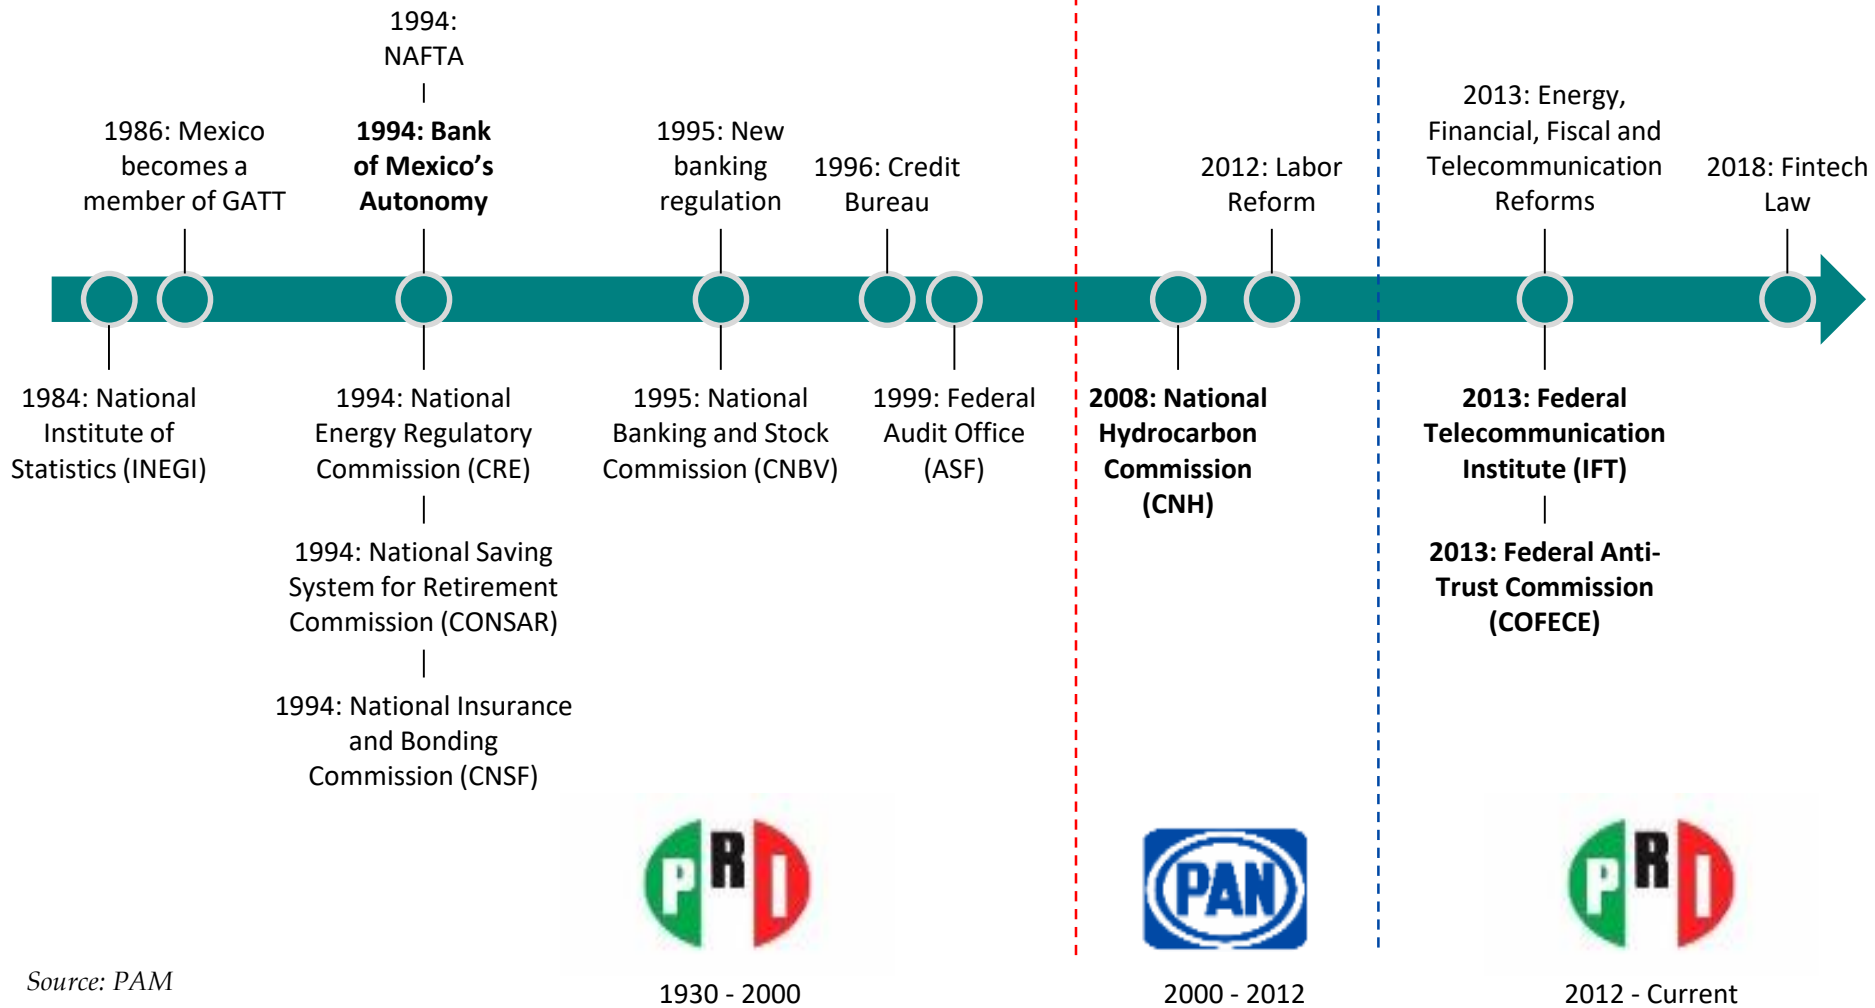 1994:
NAFTA
1986: Mexico
becomes a
member of GATT
1994: Bank
of Mexico’s
Autonomy
1995: New
banking
regulation
1996: Credit
Bureau
2012: Labor
Reform
2013: Energy,
Financial, Fiscal and
Telecommunication
Reforms
2018: Fintech
Law
1984: National
Institute of
Statistics (INEGI)
1994: National
Energy Regulatory
Commission (CRE)
1994: National Saving
System for Retirement
Commission (CONSAR)
1994: National Insurance
and Bonding
Commission (CNSF)
1995: National
Banking and Stock
Commission (CNBV)
1999: Federal
Audit Office
(ASF)
2008: National
Hydrocarbon
Commission
(CNH)
2013: Federal
Telecommunication
Institute (IFT)
2013: Federal Anti-
Trust Commission
(COFECE)
PRI
PAN
PRI
Source: PAM
1930 - 2000
2000 - 2012
2012 - Current